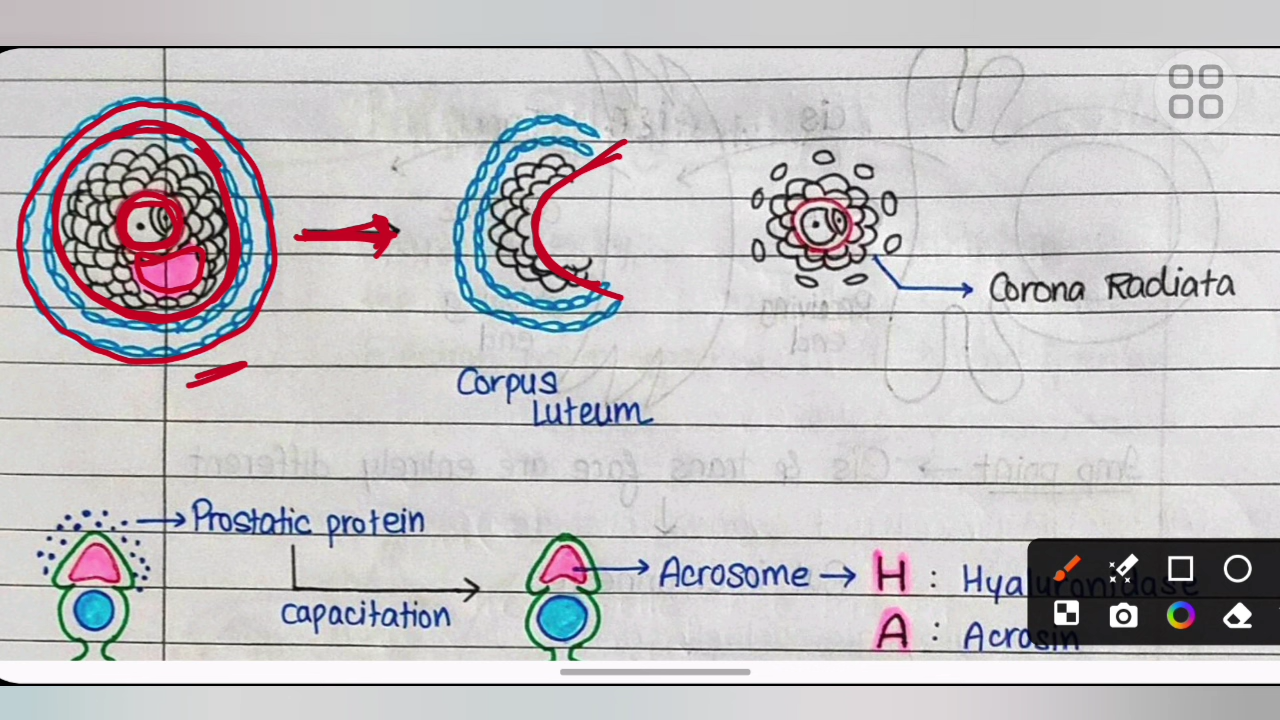 Corona Radiata
Corpus
Luteum
Prostatic protein
capacitation
Acrosome → H : Hyaluronidase
A : Acrosin